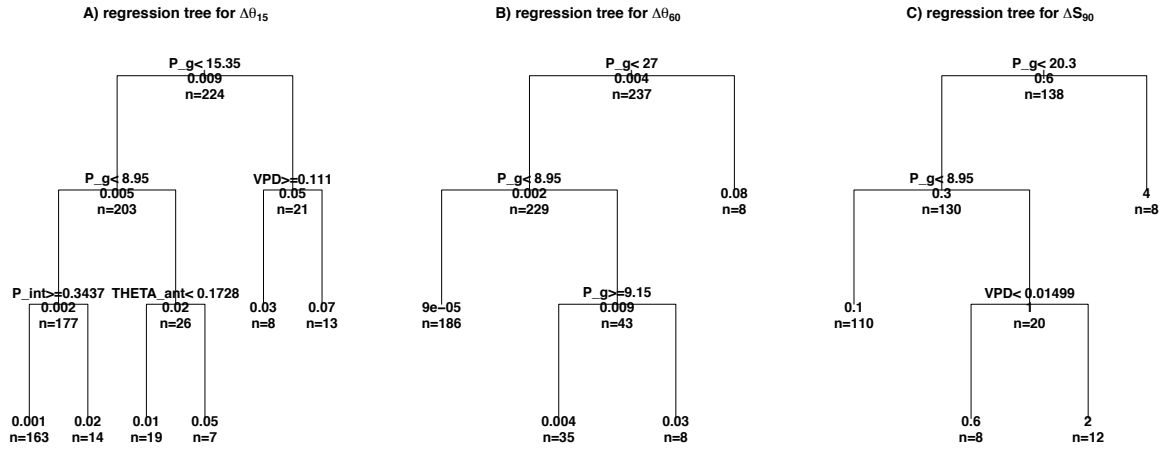 A) regression tree for Δθ15
P_g< 15.35
0.009
n=224
P_g< 8.95
0.005
n=203
VPD>=0.111
0.05
n=21
P_int>=0.3437
0.002
n=177
THETA_ant< 0.1728
0.02
n=26
0.03
n=8
0.07
n=13
0.001
n=163
0.02
n=14
0.01
n=19
0.05
n=7
B) regression tree for Δθ60
P_g< 27
0.004
n=237
P_g< 8.95
0.002
n=229
0.08
n=8
9e−05
n=186
P_g>=9.15
0.009
n=43
0.004
n=35
0.03
n=8
C) regression tree for ΔS90
P_g< 20.3
0.6
n=138
P_g< 8.95
0.3
n=130
4
n=8
0.1
n=110
VPD< 0.01499
1
n=20
0.6
n=8
2
n=12